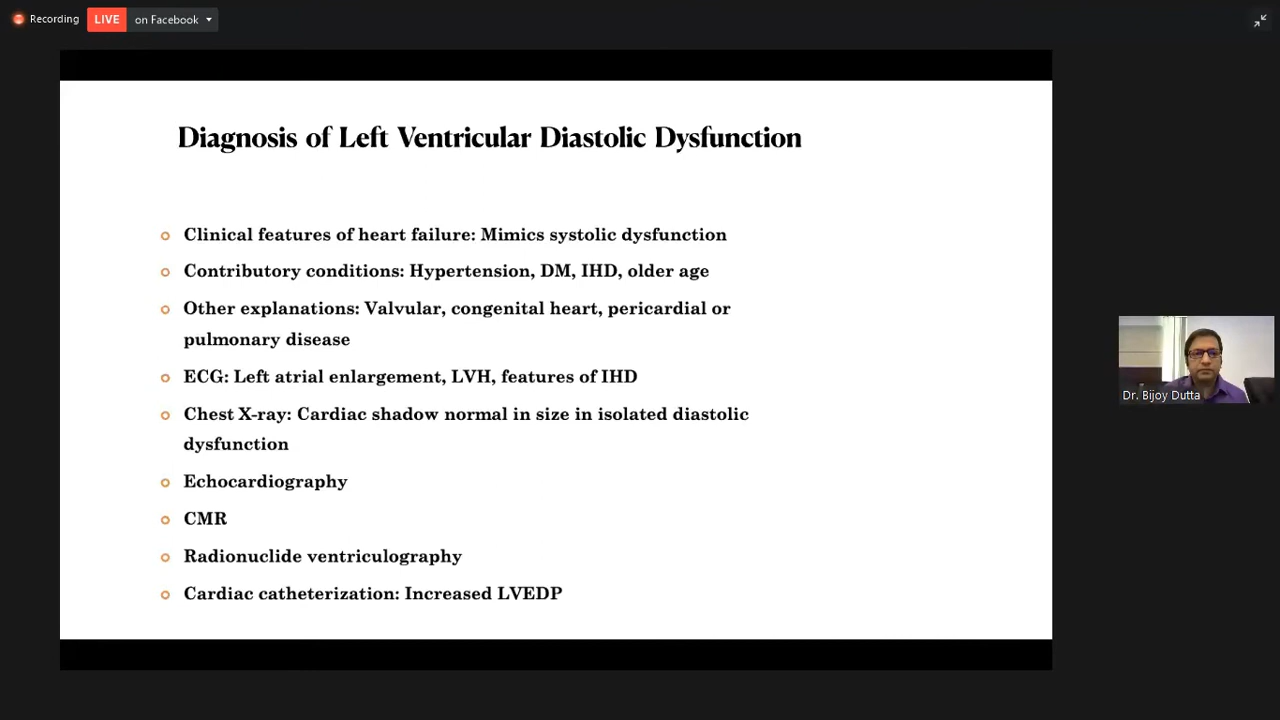 Recording
LIVE on Facebook
Diagnosis of Left Ventricular Diastolic Dysfunction
Clinical features of heart failure: Mimics systolic dysfunction
Contributory conditions: Hypertension, DM, IHD, older age
Other explanations: Valvular, congenital heart, pericardial or
pulmonary disease
ECG: Left atrial enlargement, LVH, features of IHD
Chest X-ray: Cardiac shadow normal in size in isolated diastolic
dysfunction
Echocardiography
CMR
Radionuclide ventriculography
Cardiac catheterization: Increased LVEDP
Dr. Bijoy Dutta